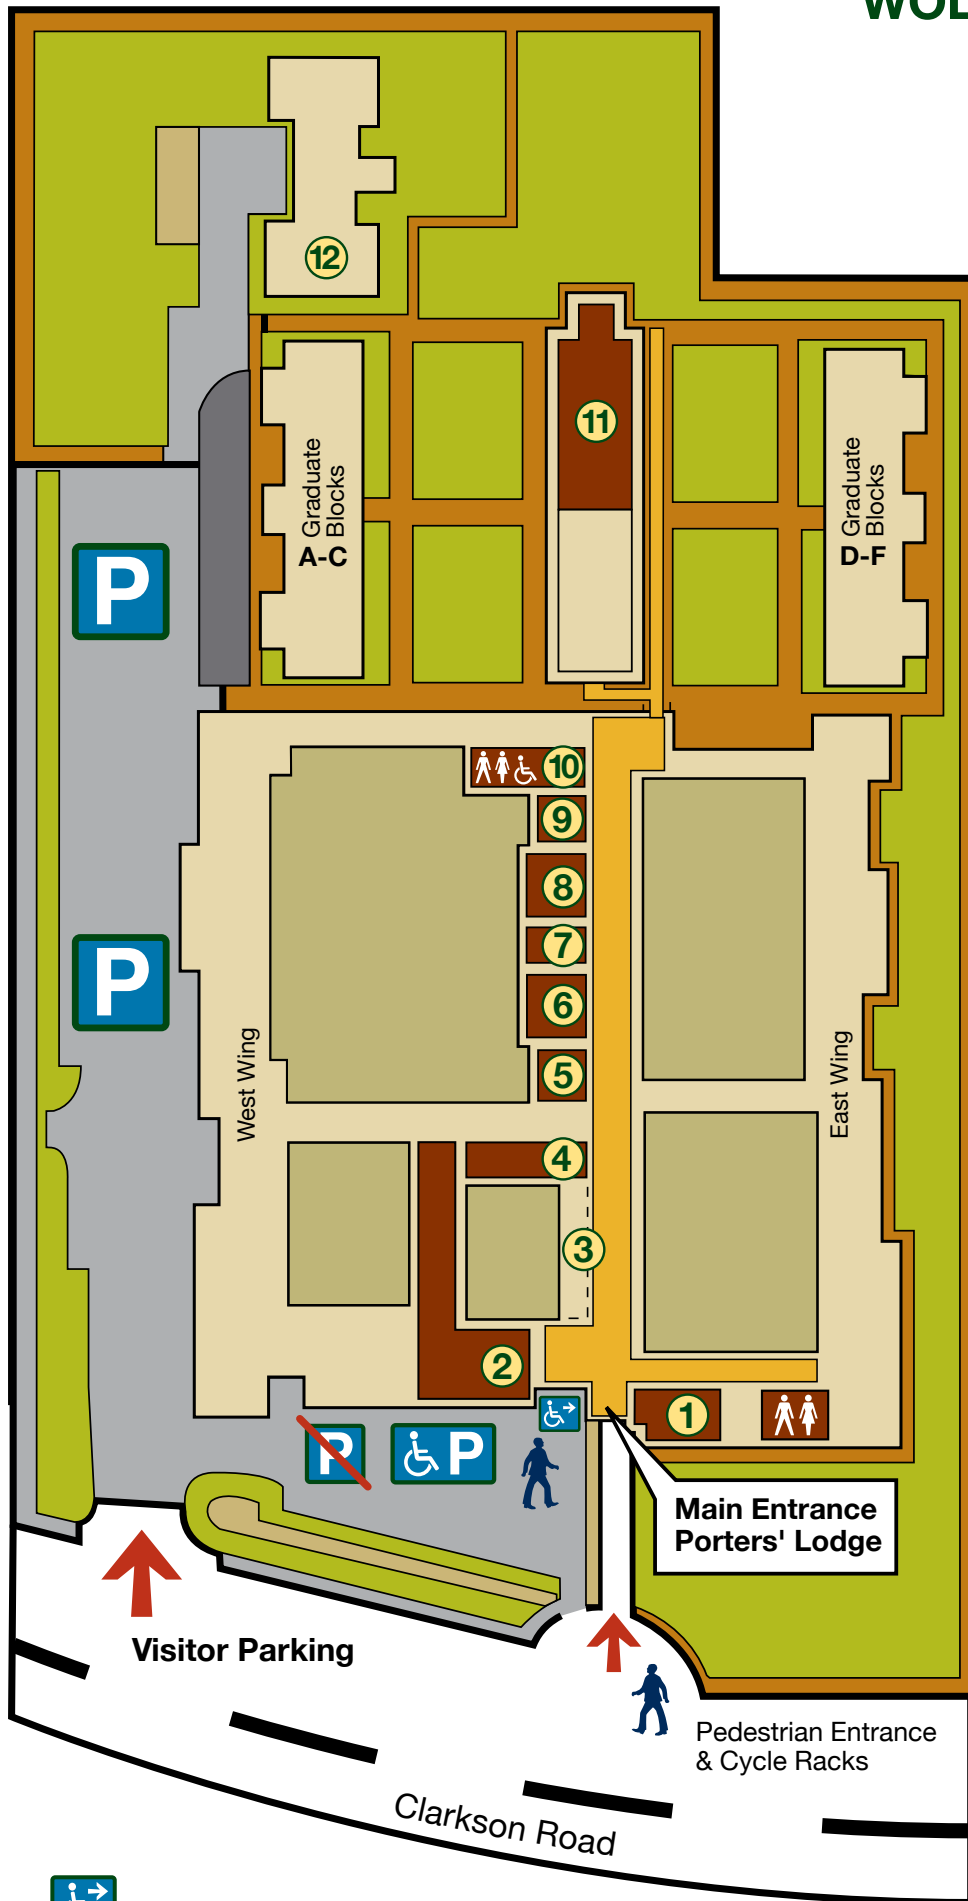 WOL
12
11
Graduate
Blocks
A-C
Graduate
Blocks
D-F
P
10
9
8
7
P
6
5
West Wing
East Wing
4
3
2
1
P
P
Main Entrance
Porters' Lodge
Visitor Parking
Pedestrian Entrance
& Cycle Racks
Clarkson Road